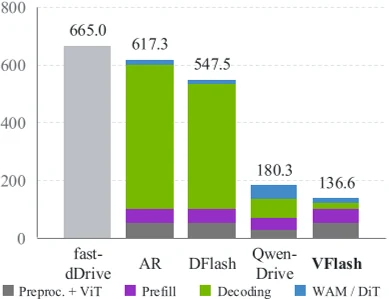 800
665.0
617.3
600
547.5
400
180.3
200
136.6
0
fast-
dDrive
AR
DFlash
Qwen-
Drive
VFlash
Preproc. + ViT
Prefill
Decoding
WAM / DiT